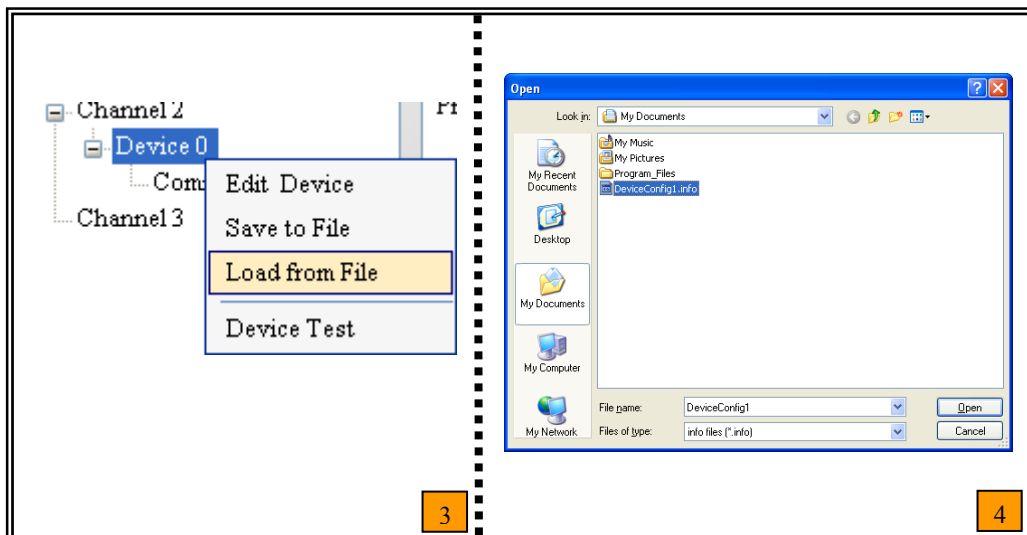 Channel 2
Device 0
Channel 3
Edit Device
Save to File
Load from File
Device Test
3
Open
Look in:
My Documents
My Recent
Documents
Desktop
My Documents
My Computer
My Network
My Music
My Pictures
Program_Files
DeviceConfig1.info
File name:
DeviceConfig1
Open
Files of type:
info files (*.info)
Cancel
4